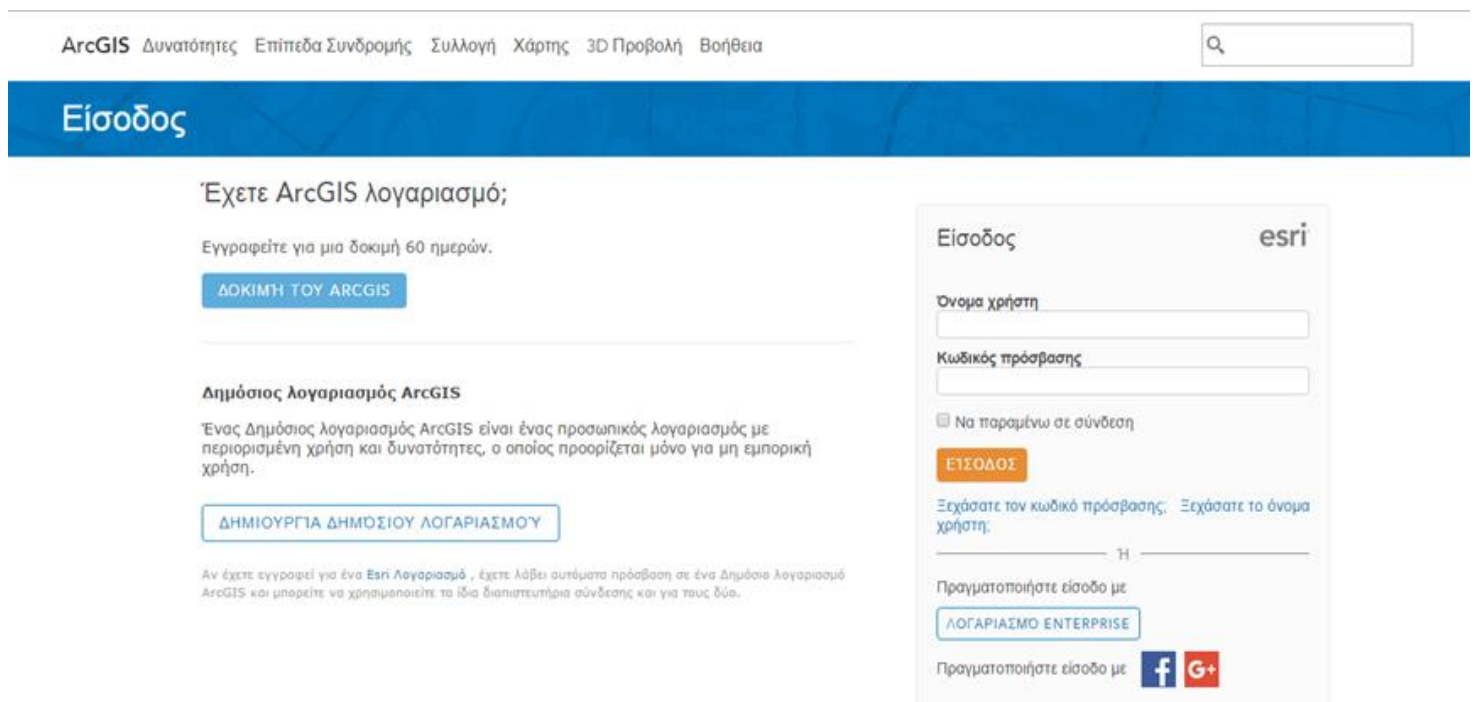 ArcGIS Δυνατότητες Επίπεδα Συνδρομής Συλλογή Χάρτης 3D Προβολή Βοήθεια
Είσοδος
Έχετε ArcGIS λογαριασμό;
Εγγραφείτε για μια δοκιμή 60 ημερών.
ΔΟΚΙΜΉ ΤΟΥ ARCGIS
Δημόσιος λογαριασμός ArcGIS
Ένας Δημόσιος λογαριασμός ArcGIS είναι ένας προσωπικός λογαριασμός με
περιορισμένη χρήση και δυνατότητες, ο οποίος προορίζεται μόνο για μη εμπορική
χρήση.
ΔΗΜΙΟΥΡΓΊΑ ΔΗΜΌΣΙΟΥ ΛΟΓΑΡΙΑΣΜΟΎ
Αν έχετε εγγραφεί για ένα Esri Λογαριασμό , έχετε λάβει αυτόματα πρόσβαση σε ένα Δημόσιο λογαριασμό
ArcGIS και μπορείτε να χρησιμοποιείτε τα ίδια διαπιστευτήρια σύνδεσης και για τους δύο.
Είσοδος esri
Όνομα χρήστη
Κωδικός πρόσβασης
Να παραμένω σε σύνδεση
ΕΊΣΟΔΟΣ
Ξεχάσατε τον κωδικό πρόσβασης; Ξεχάσατε το όνομα
χρήστη;
Ή
Πραγματοποιήστε είσοδο με
ΛΟΓΑΡΙΑΣΜΌ ENTERPRISE
Πραγματοποιήστε είσοδο με f G+